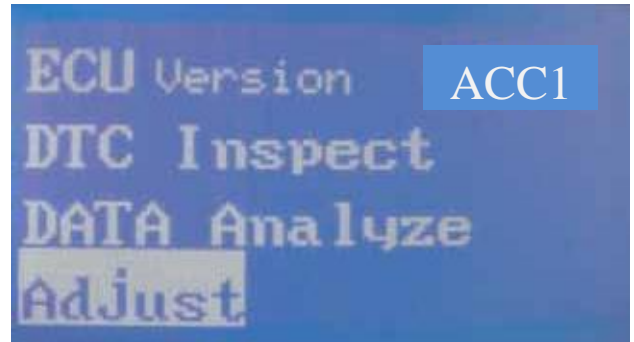 ECU Version ACC1
DTC Inspect
DATA Analyze
Adjust